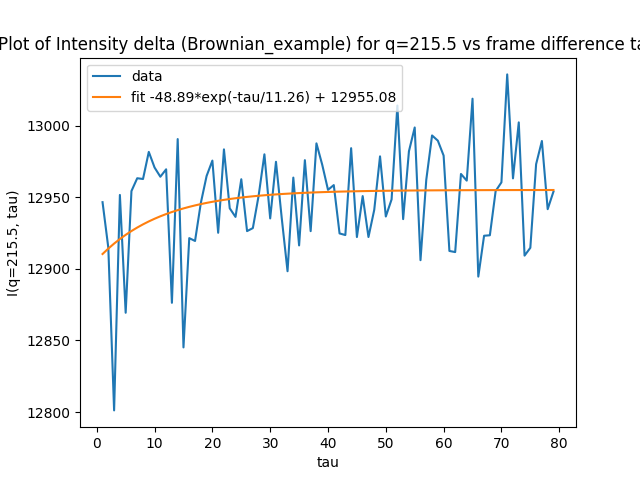 Plot of Intensity delta (Brownian_example) for q=215.5 vs frame difference ta
data
fit -48.89*exp(-tau/11.26) + 12955.08
I(q=215.5, tau)
13000
12950
12900
12850
12800
0 10 20 30 40 50 60 70 80
tau